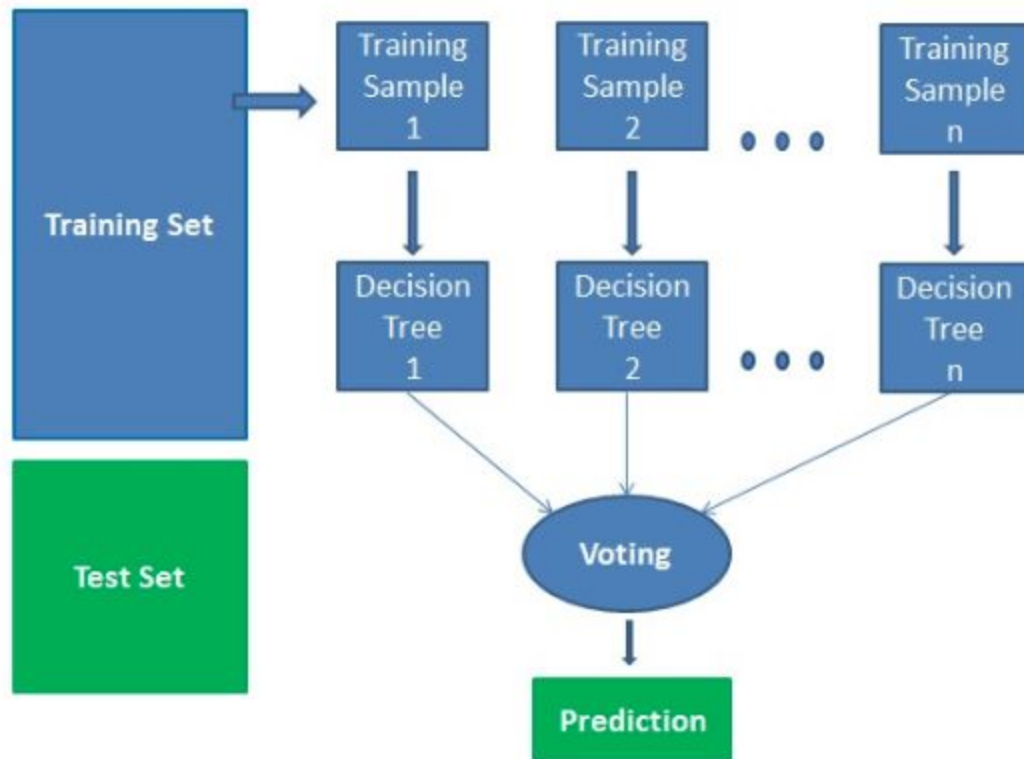 Training Set
Training
Sample
1
Training
Sample
2
Training
Sample
n
Decision
Tree
1
Decision
Tree
2
Decision
Tree
n
Test Set
Voting
Prediction